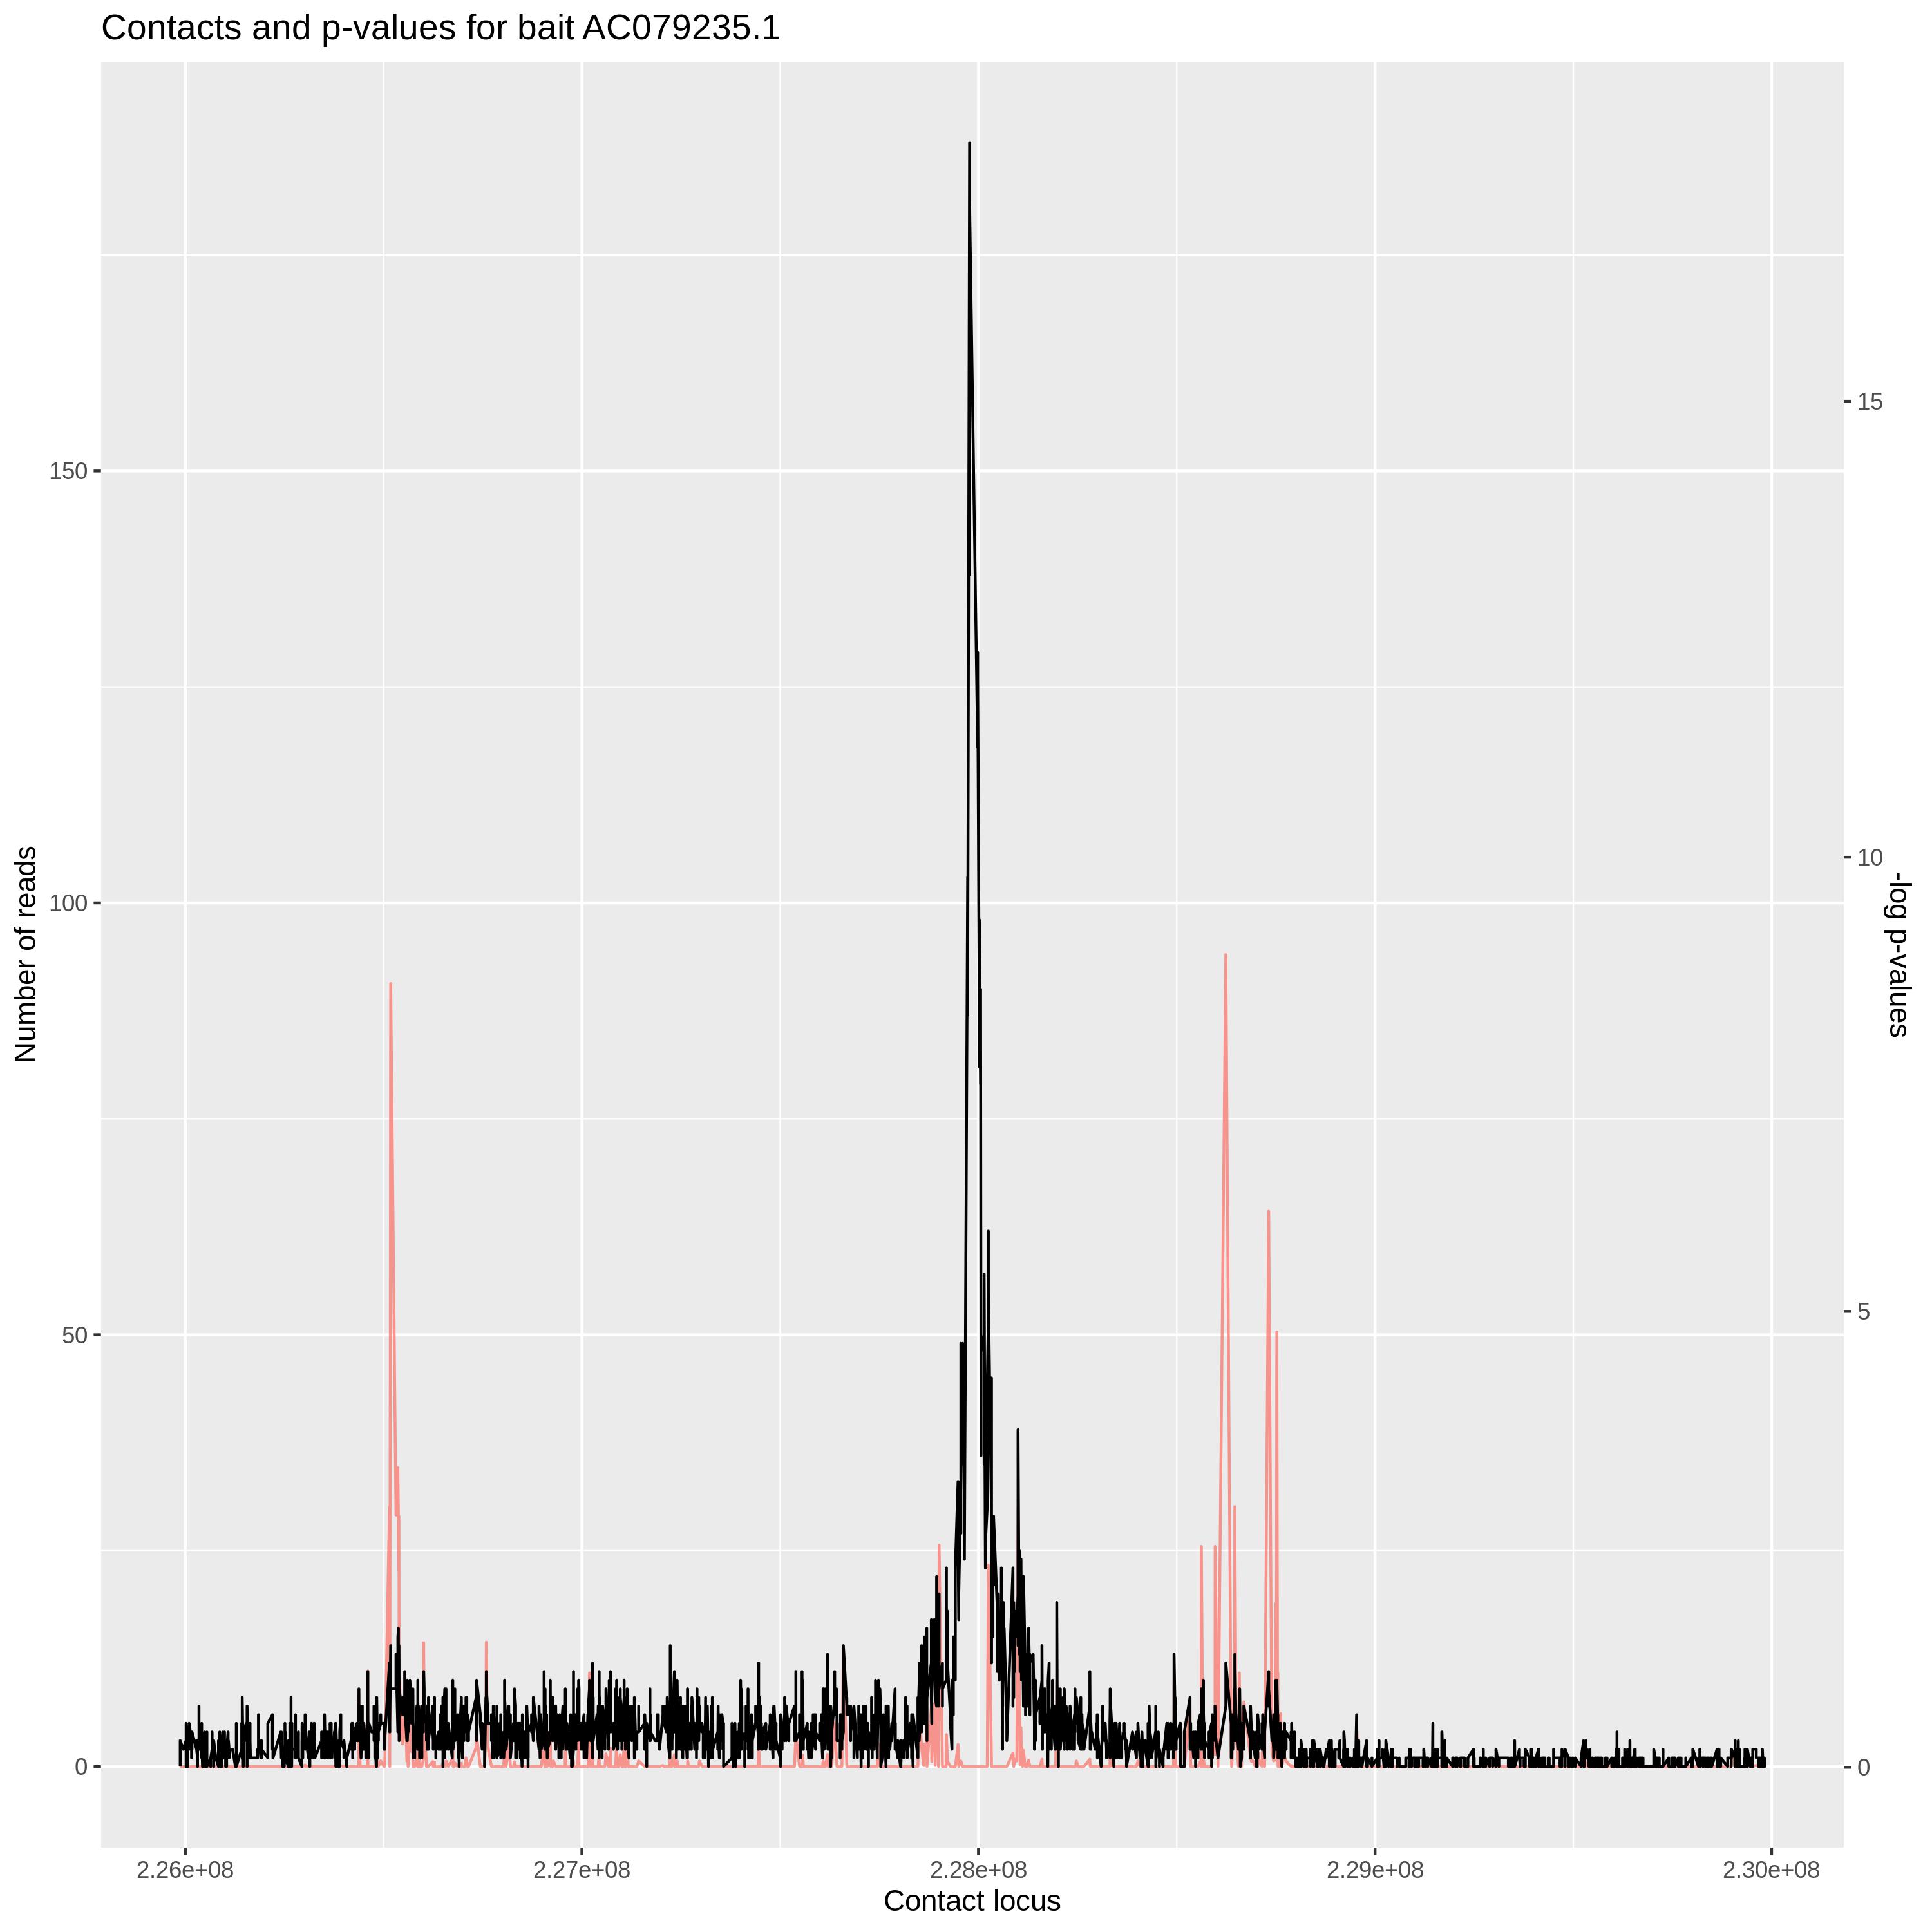 Contacts and p-values for bait AC079235.1
Number of reads
150
100
50
0
15
10
5
0
-log p-values
2.26e+08 2.27e+08 2.28e+08 2.29e+08 2.30e+08
Contact locus